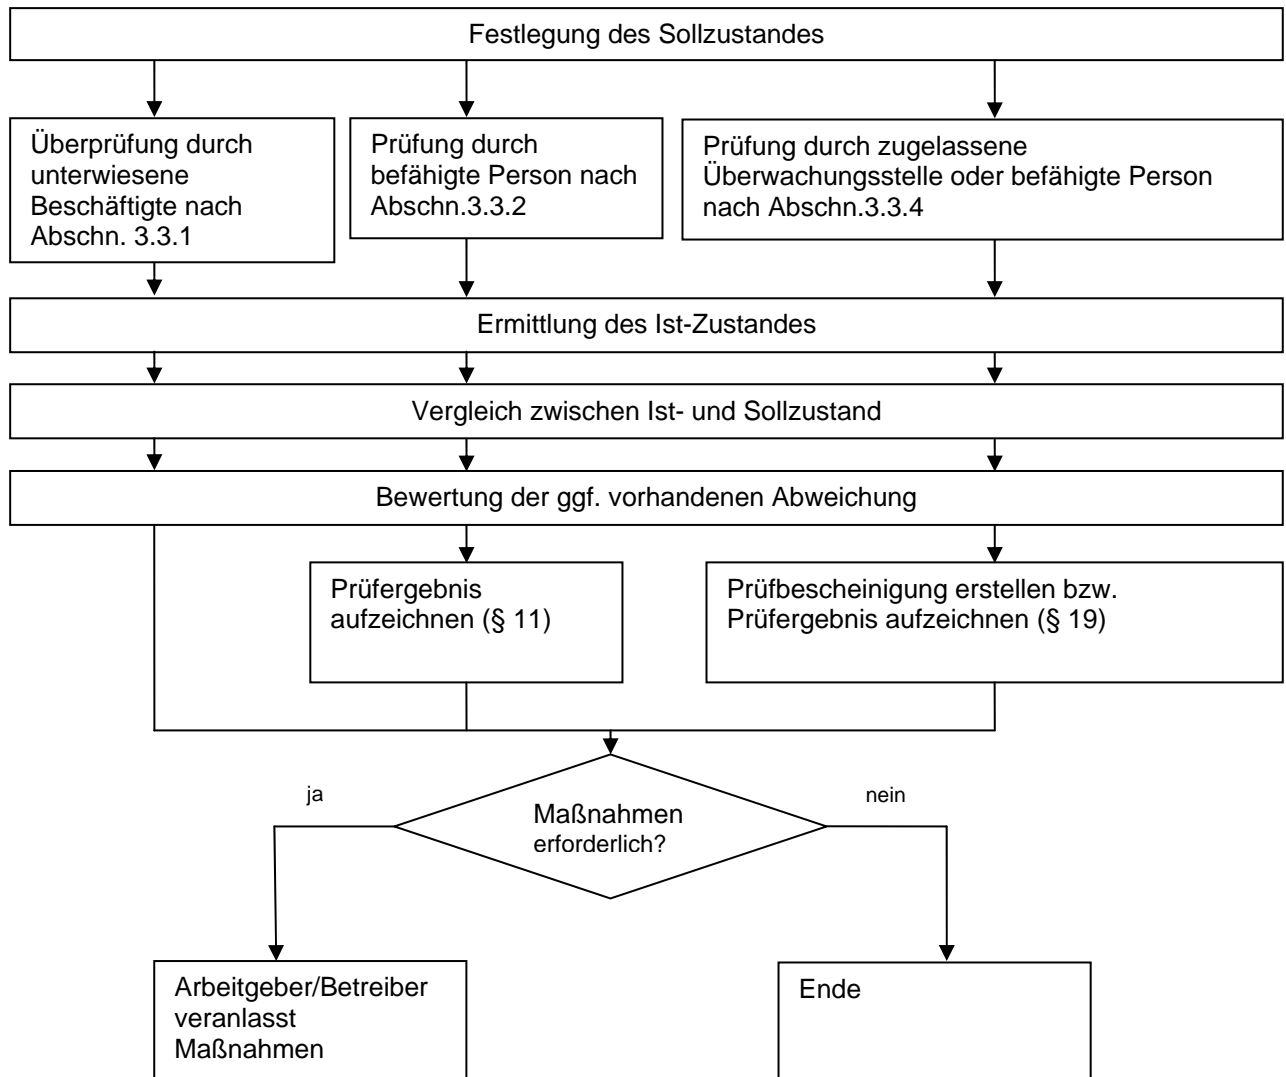 Festlegung des Sollzustandes
Überprüfung durch
unterwiesene
Beschäftigte nach
Abschn. 3.3.1
Prüfung durch
befähigte Person nach
Abschn.3.3.2
Prüfung durch zugelassene
Überwachungsstelle oder befähigte Person
nach Abschn.3.3.4
Ermittlung des Ist-Zustandes
Vergleich zwischen Ist- und Sollzustand
Bewertung der ggf. vorhandenen Abweichung
Prüfergebnis
aufzeichnen (§ 11)
Prüfbescheinigung erstellen bzw.
Prüfergebnis aufzeichnen (§ 19)
ja
nein
Maßnahmen
erforderlich?
Arbeitgeber/Betreiber
veranlasst
Maßnahmen
Ende